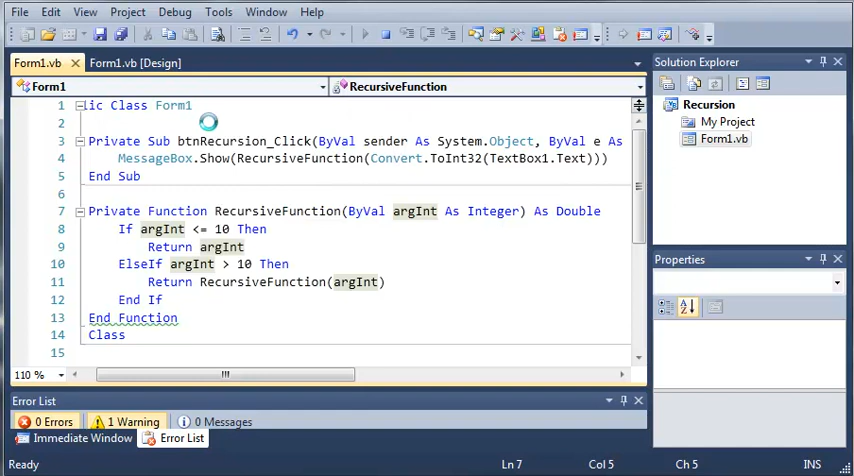 File Edit View Project Debug Tools Window Help
Form1.vb Form1.vb [Design]
Form1 RecursiveFunction
1 lic Class Form1
2
3 Private Sub btnRecursion_Click(ByVal sender As System.Object, ByVal e As
4 MessageBox.Show(RecursiveFunction(Convert.ToInt32(TextBox1.Text)))
5 End Sub
6
7 Private Function RecursiveFunction(ByVal argInt As Integer) As Double
8 If argInt <= 10 Then
9 Return argInt
10 ElseIf argInt > 10 Then
11 Return RecursiveFunction(argInt)
12 End If
13 End Function
14 Class
15
110 %
Error List
0 Errors 1 Warning 0 Messages
Immediate Window Error List
Ready Ln 7 Col 5 Ch 5 INS
Solution Explorer
Recursion
My Project
Form1.vb
Properties